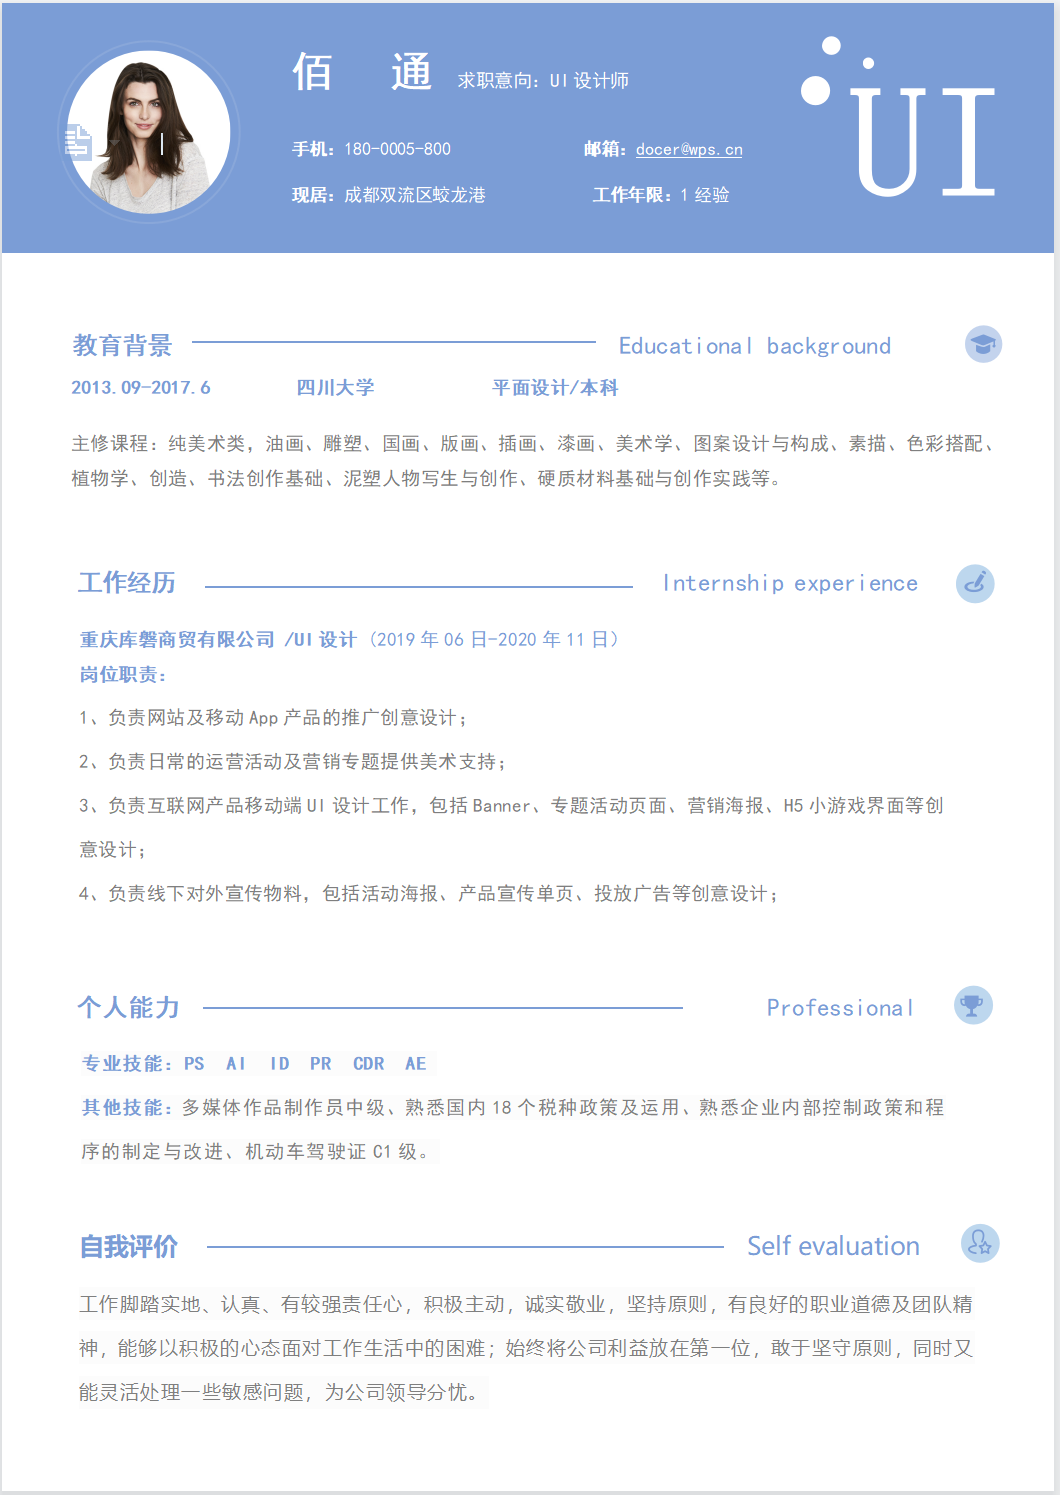 佰 通 求职意向：UI 设计师
UI
手机：180-0005-800 邮箱：docer@wps.cn
现居：成都双流区蛟龙港 工作年限：1 经验
教育背景 Educational background
2013.09-2017.6 四川大学 平面设计/本科
主修课程：纯美术类，油画、雕塑、国画、版画、插画、漆画、美术学、图案设计与构成、素描、色彩搭配、
植物学、创造、书法创作基础、泥塑人物写生与创作、硬质材料基础与创作实践等。
工作经历 Internship experience
重庆库磐商贸有限公司 /UI 设计（2019 年 06 日-2020 年 11 日）
岗位职责：
1、负责网站及移动 App 产品的推广创意设计；
2、负责日常的运营活动及营销专题提供美术支持；
3、负责互联网产品移动端 UI 设计工作，包括 Banner、专题活动页面、营销海报、H5 小游戏界面等创
意设计；
4、负责线下对外宣传物料，包括活动海报、产品宣传单页、投放广告等创意设计；
个人能力 Professional
专业技能：PS AI ID PR CDR AE
其他技能：多媒体作品制作员中级、熟悉国内 18 个税种政策及运用、熟悉企业内部控制政策和程
序的制定与改进、机动车驾驶证 C1 级。
自我评价 Self evaluation
工作脚踏实地、认真、有较强责任心，积极主动，诚实敬业，坚持原则，有良好的职业道德及团队精
神，能够以积极的心态面对工作生活中的困难；始终将公司利益放在第一位，敢于坚守原则，同时又
能灵活处理一些敏感问题，为公司领导分忧。